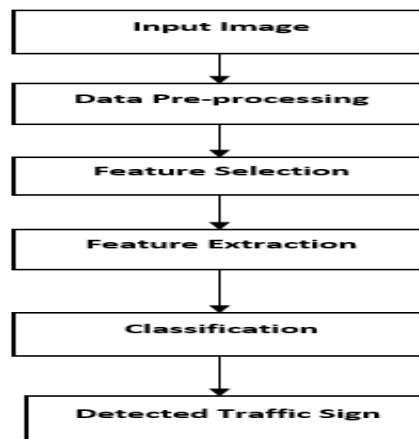 Input Image
Data Pre-processing
Feature Selection
Feature Extraction
Classification
Detected Traffic Sign